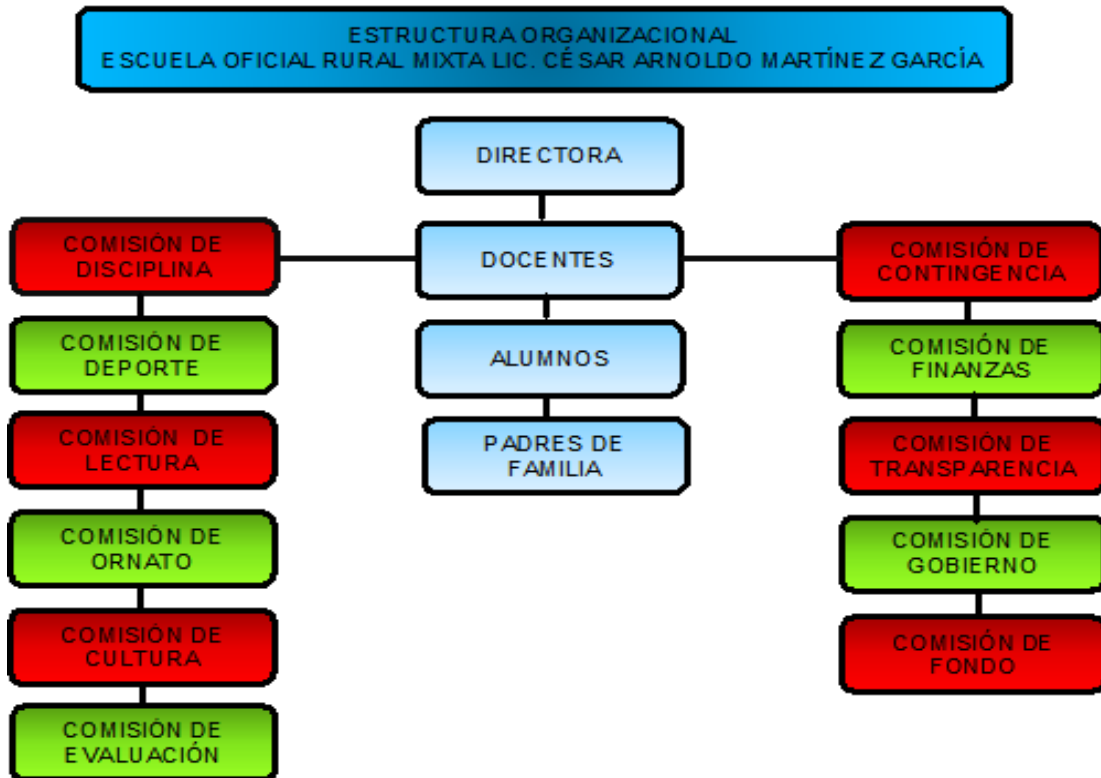 ESTRUCTURA ORGANIZACIONAL
ESCUELA OFICIAL RURAL MIXTA LIC. CÉSAR ARNOLDO MARTÍNEZ GARCÍA
DIRECTORA
DOCENTES
ALUMNOS
PADRES DE
FAMILIA
COMISIÓN DE
DISCIPLINA
COMISIÓN DE
DEPORTE
COMISIÓN DE
LECTURA
COMISIÓN DE
ORNATO
COMISIÓN DE
CULTURA
COMISIÓN DE
EVALUACIÓN
COMISIÓN DE
CONTINGENCIA
COMISIÓN DE
FINANZAS
COMISIÓN DE
TRANSPARENCIA
COMISIÓN DE
GOBIERNO
COMISIÓN DE
FONDO